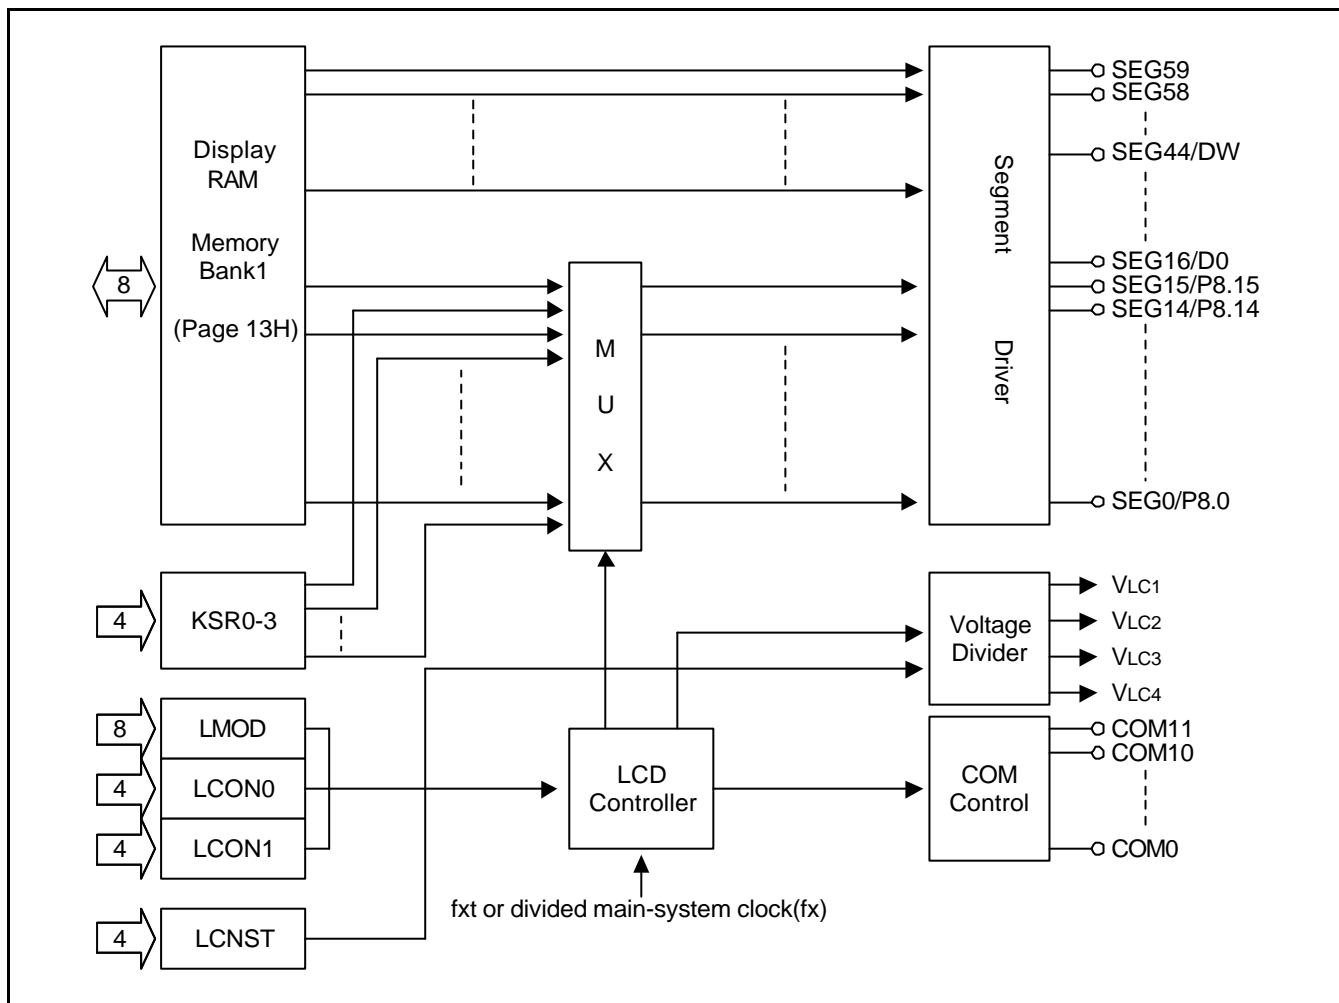 Display
RAM
Memory
Bank1
(Page 13H)
8
M
U
X
Segment Driver
SEG59
SEG58
SEG44/DW
SEG16/D0
SEG15/P8.15
SEG14/P8.14
SEG0/P8.0
4
KSR0-3
Voltage
Divider
VLC1
VLC2
VLC3
VLC4
8
LMOD
4
LCON0
4
LCON1
LCD
Controller
COM
Control
COM11
COM10
COM0
fxt or divided main-system clock(fx)
4
LCNST